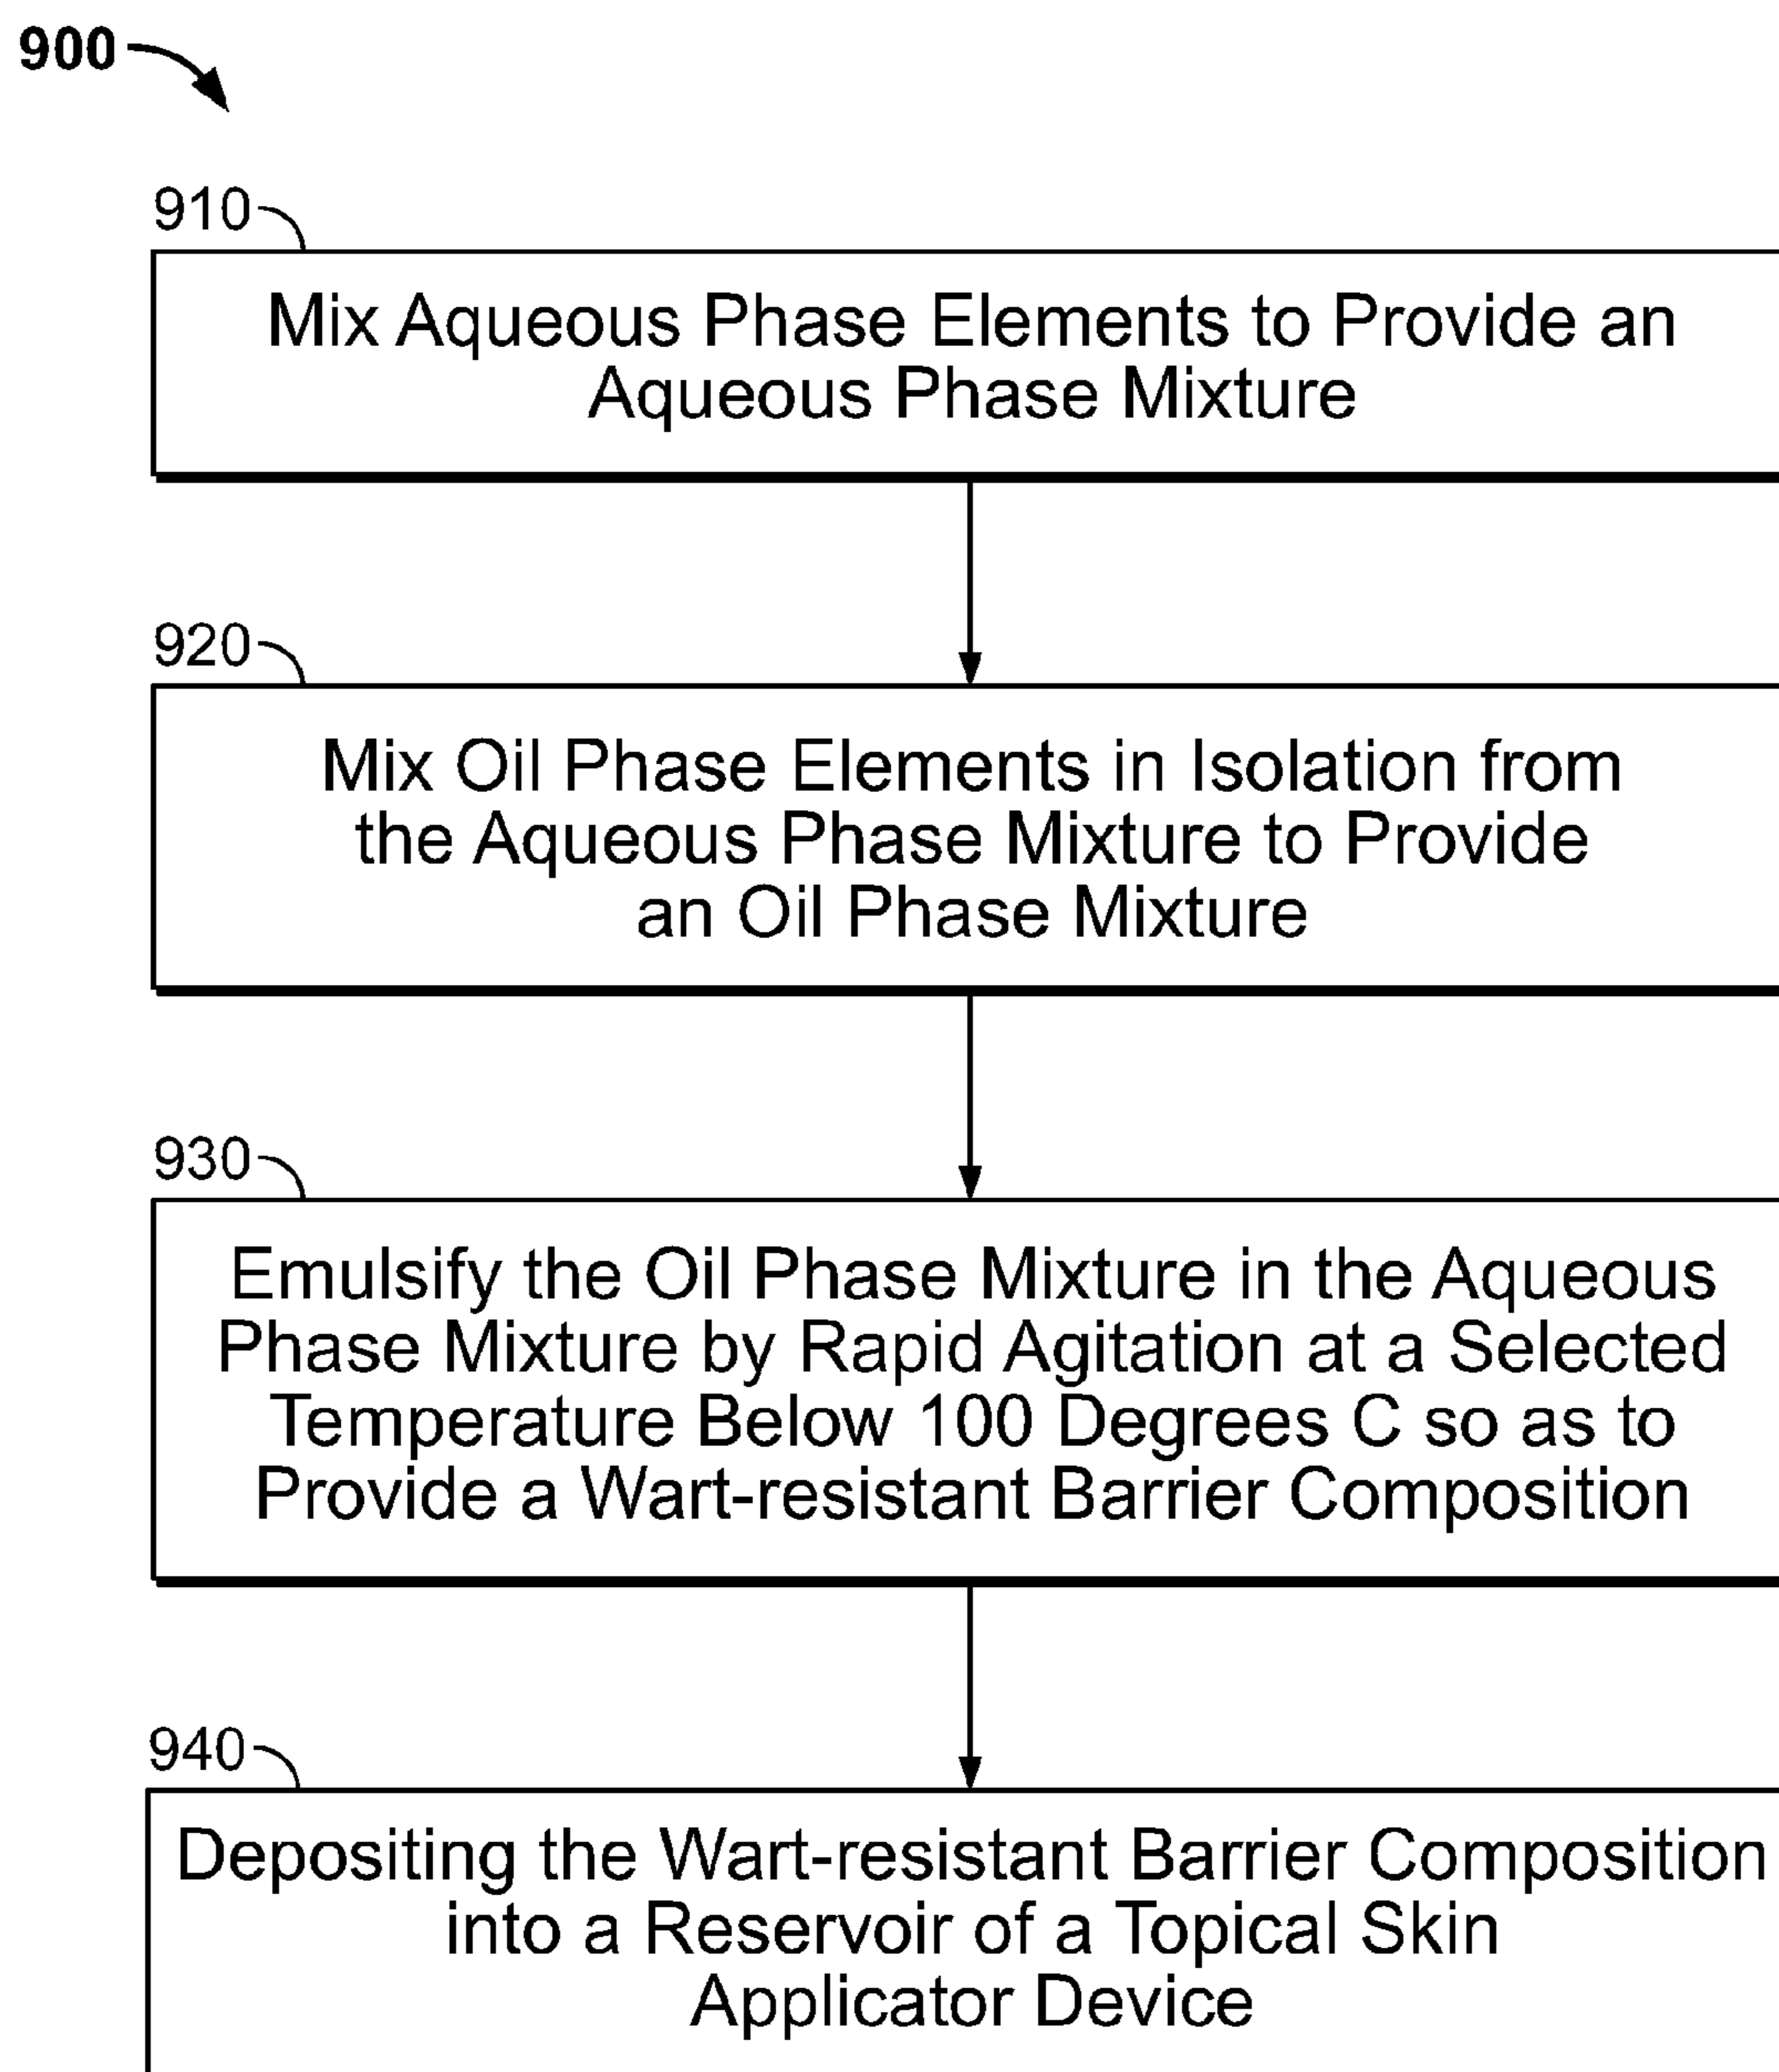 900
910
Mix Aqueous Phase Elements to Provide an
Aqueous Phase Mixture
920
Mix Oil Phase Elements in Isolation from
the Aqueous Phase Mixture to Provide
an Oil Phase Mixture
930
Emulsify the Oil Phase Mixture in the Aqueous
Phase Mixture by Rapid Agitation at a Selected
Temperature Below 100 Degrees C so as to
Provide a Wart-resistant Barrier Composition
940
Depositing the Wart-resistant Barrier Composition
into a Reservoir of a Topical Skin
Applicator Device